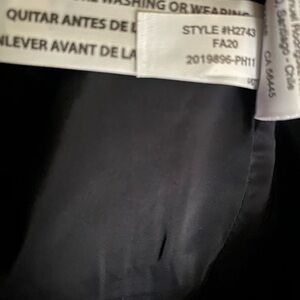 WASHING OR WEARING
QUITAR ANTES DE L
NLEVER AVANT DE LA
STYLE #H2743
FA20
2019896-PH11
Santiago - Chile
CA 56445